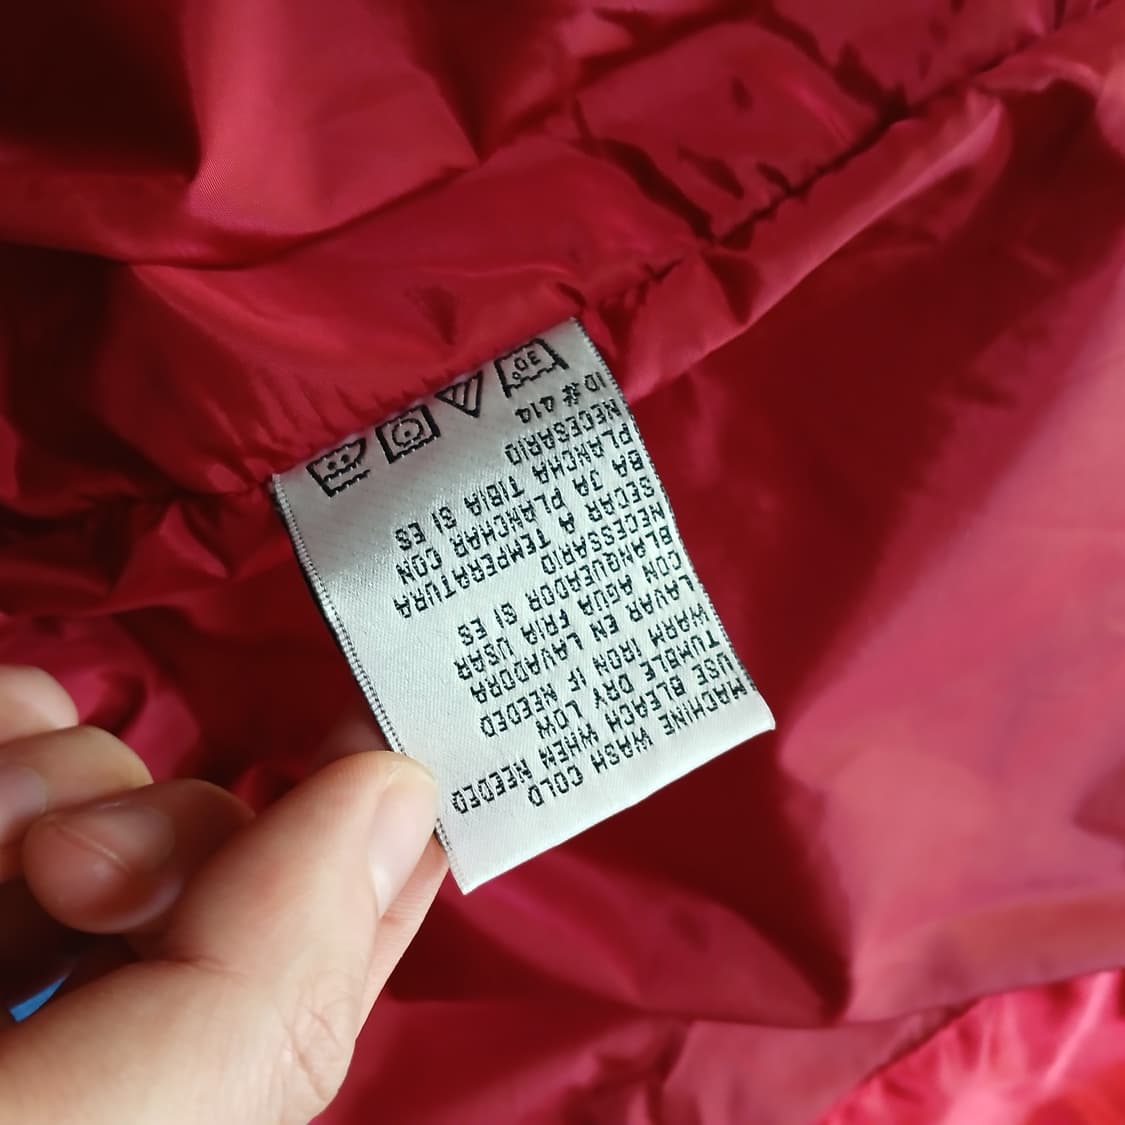 MACHINE WASH COLD
USE BLEACH WHEN NEEDED
TUMBLE DRY LOW
WARM IRON IF NEEDED
LAVAR EN LAVADORA
CON AGUA FRIA USAR
BLANQUEADOR SI ES
NECESSARIO
SECAR A TEMPERATURA
BAJA PLANCHAR CON
PLANCHA TIBIA SI ES
NECESARIO
ID# 414
30°